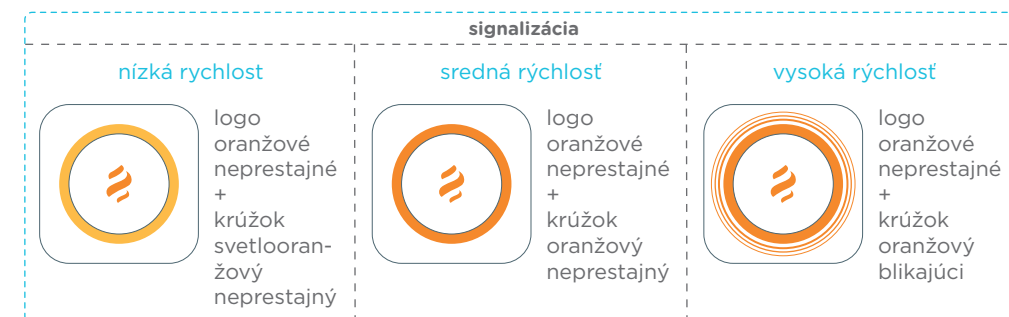 signalizácia
nízká rychlost
logo
oranžové
neprestajné
+
krúžok
svetlooran-
žový
neprestajný
sredná rýchlosť
logo
oranžové
neprestajné
+
krúžok
oranžový
neprestajný
vysoká rýchlosť
logo
oranžové
neprestajné
+
krúžok
oranžový
blikajúci